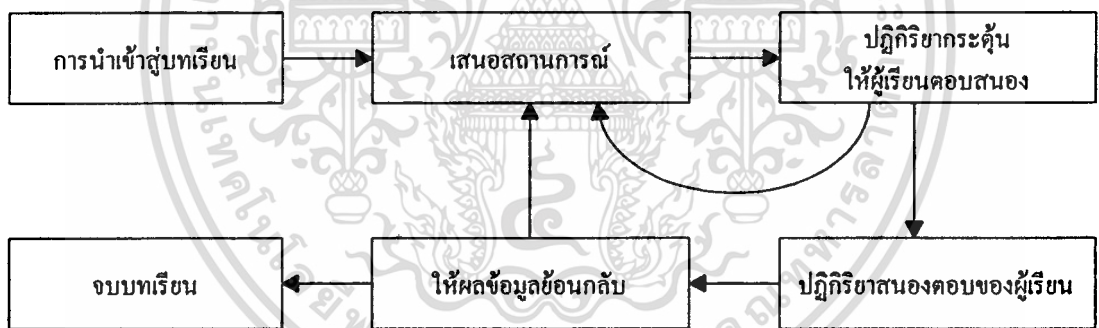 การนำเข้าสู่บทเรียน
เสนอสถานการณ์
ปฏิกิริยากระตุ้น
ให้ผู้เรียนตอบสนอง
จบบทเรียน
ให้ผลข้อมูลย้อนกลับ
ปฏิกิริยาสนองตอบของผู้เรียน